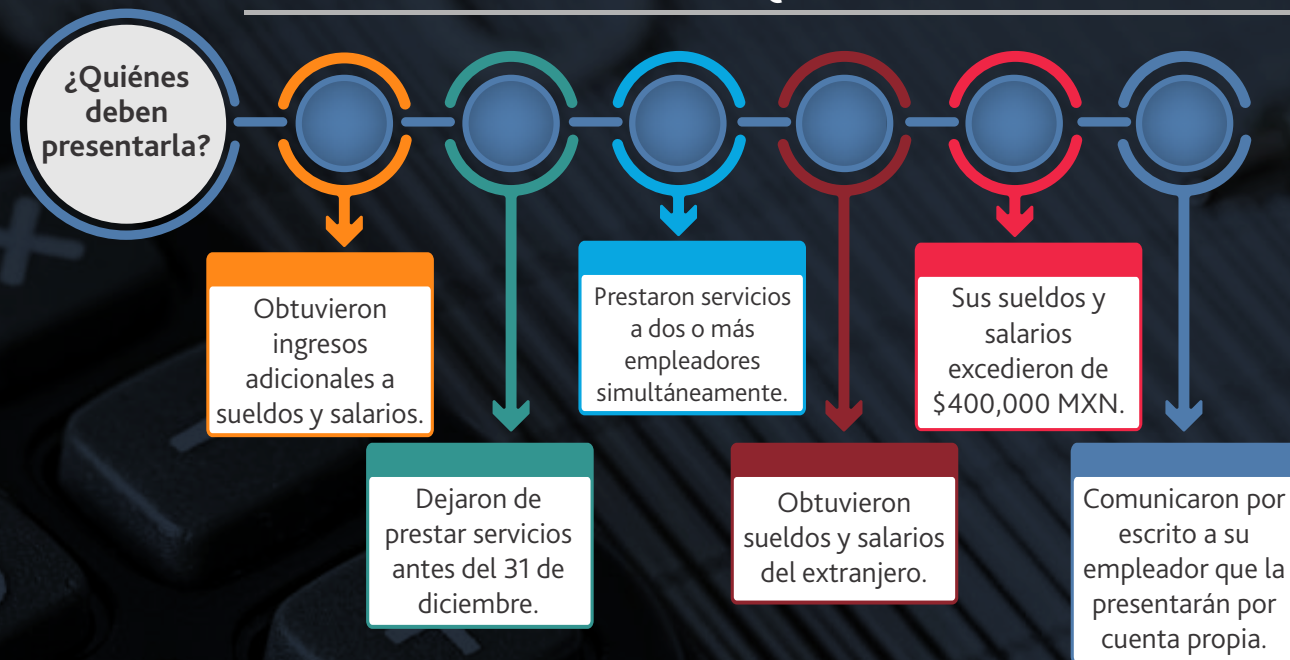 ¿Quiénes
deben
presentarla?
Obtuvieron
ingresos
adicionales a
sueldos y salarios.
Dejaron de
prestar servicios
antes del 31 de
diciembre.
Prestaron servicios
a dos o más
empleadores
simultáneamente.
Obtuvieron
sueldos y salarios
del extranjero.
Sus sueldos y
salarios
excedieron de
$400,000 MXN.
Comunicaron por
escrito a su
empleador que la
presentarán por
cuenta propia.